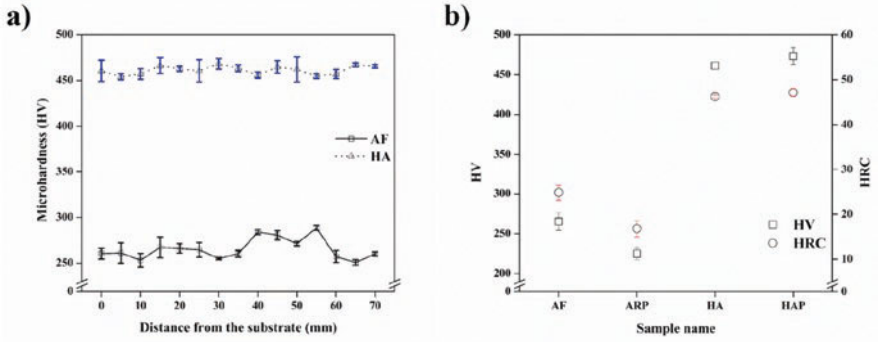 a)
500
450
400
350
300
250
0
Microhardness (HV)
AF
HA
0 10 20 30 40 50 60 70
Distance from the substrate (mm)
b)
500
450
400
350
300
250
200
0
HV
60
50
40
30
20
10
0
HRC
HV
HRC
AF ARP HA HAP
Sample name